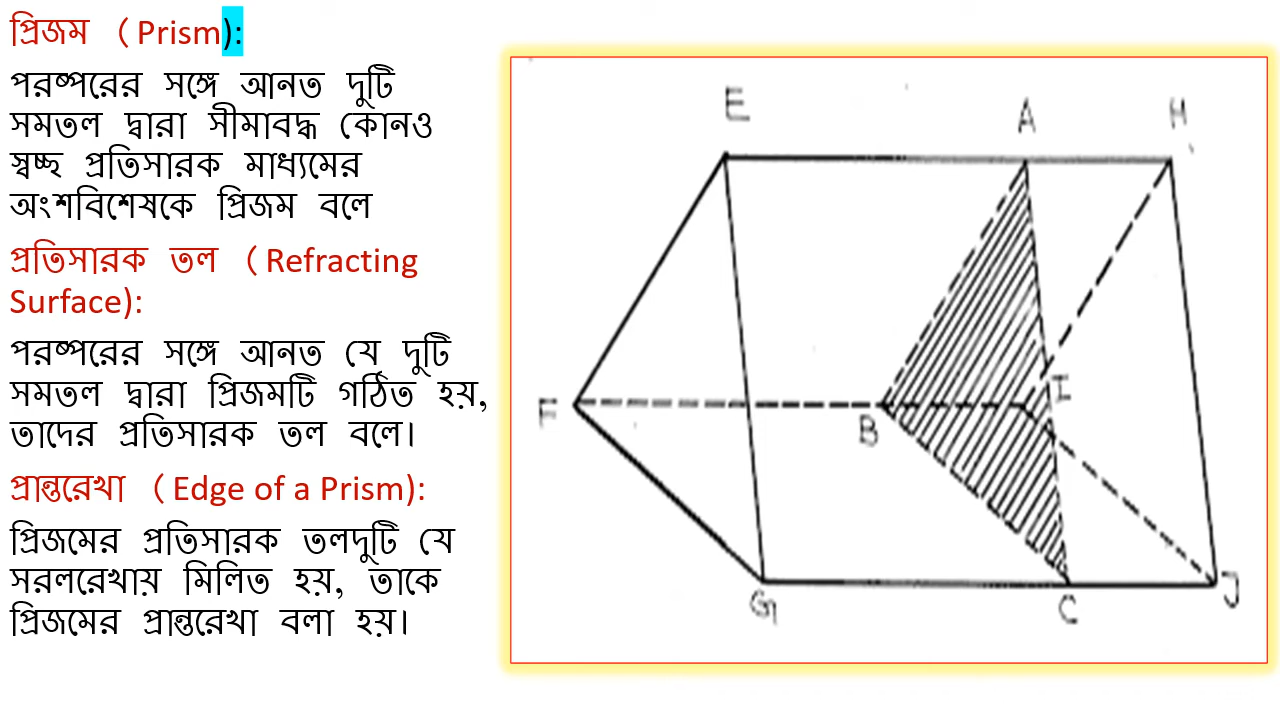 প্রিজম (Prism):
পরষ্পরের সঙ্গে আনত দুটি
সমতল দ্বারা সীমাবদ্ধ কোনও
স্বচ্ছ প্রতিসারক মাধ্যমের
অংশবিশেষকে প্রিজম বলে
প্রতিসারক তল (Refracting
Surface):
পরষ্পরের সঙ্গে আনত যে দুটি
সমতল দ্বারা প্রিজমটি গঠিত হয়,
তাদের প্রতিসারক তল বলে।
প্রান্তরেখা (Edge of a Prism):
প্রিজমের প্রতিসারক তলদুটি যে
সরলরেখায় মিলিত হয়, তাকে
প্রিজমের প্রান্তরেখা বলা হয়।
E A H
F B I
G C J